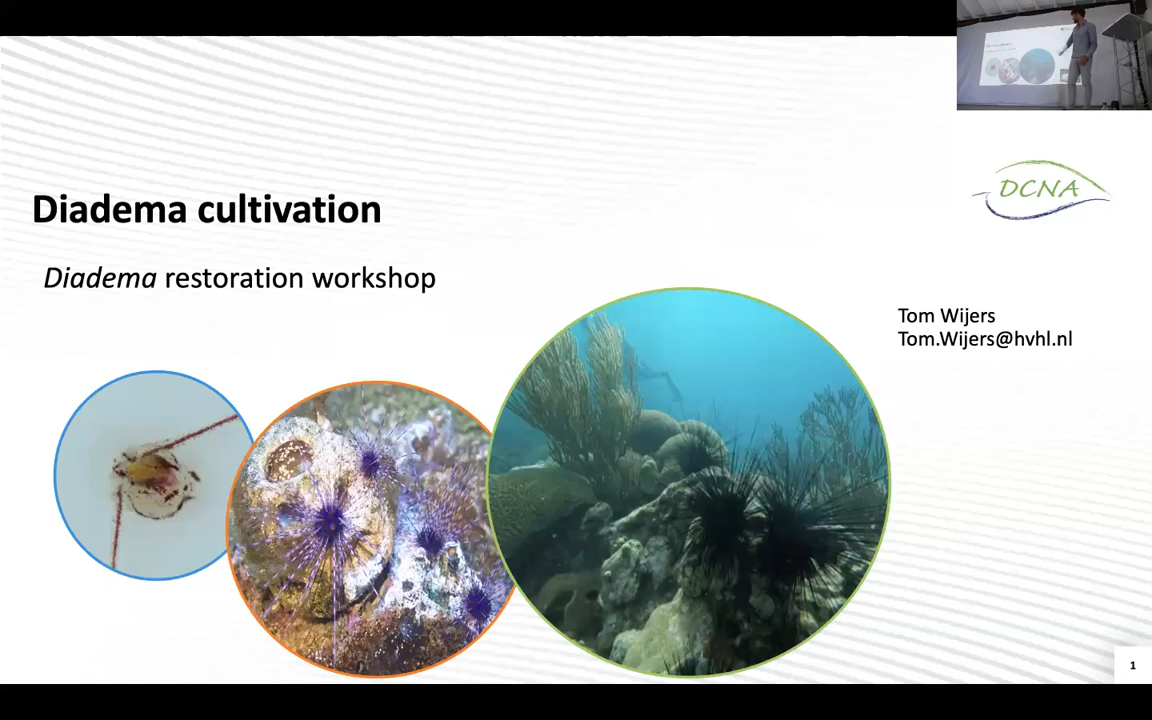 DCNA
Diadema cultivation
Diadema restoration workshop
Tom Wijers
Tom.Wijers@hvhl.nl
1